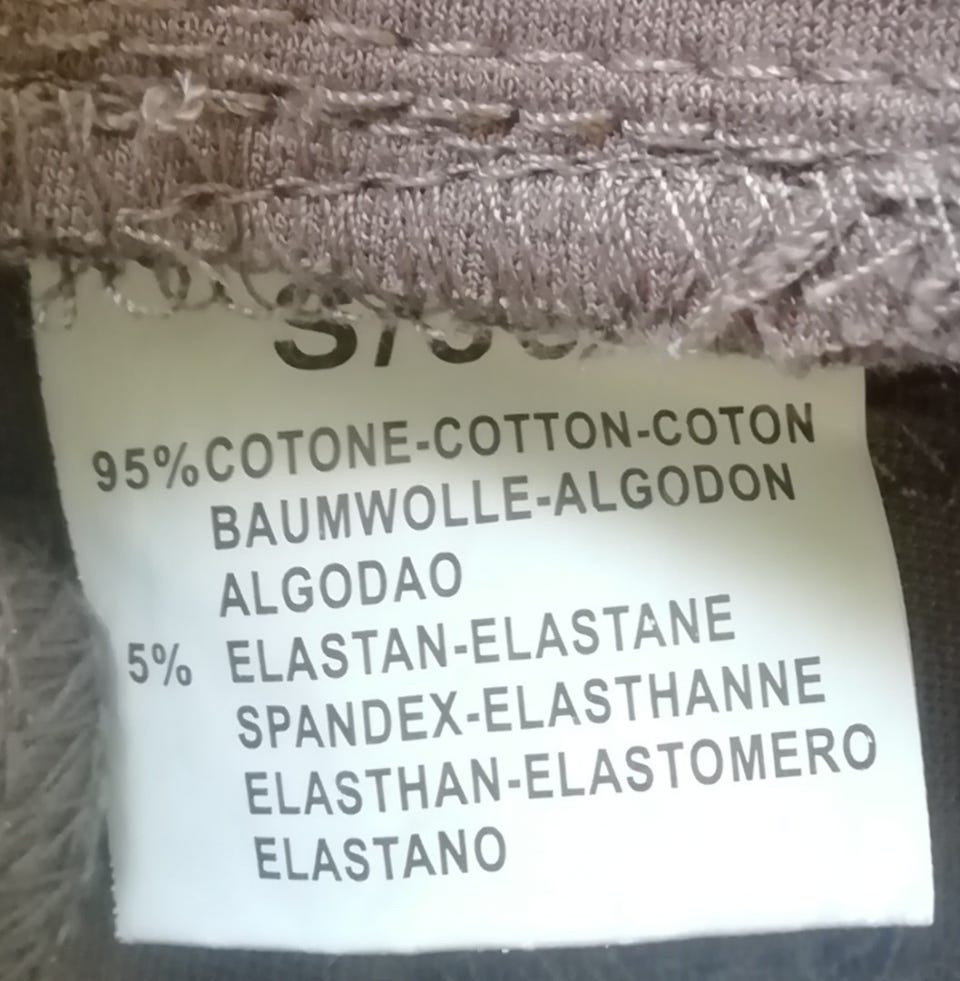 95% COTONE-COTTON-COTON
BAUMWOLLE-ALGODON
ALGODAO
5% ELASTAN-ELASTANE
SPANDEX-ELASTHANNE
ELASTHAN-ELASTOMERO
ELASTANO